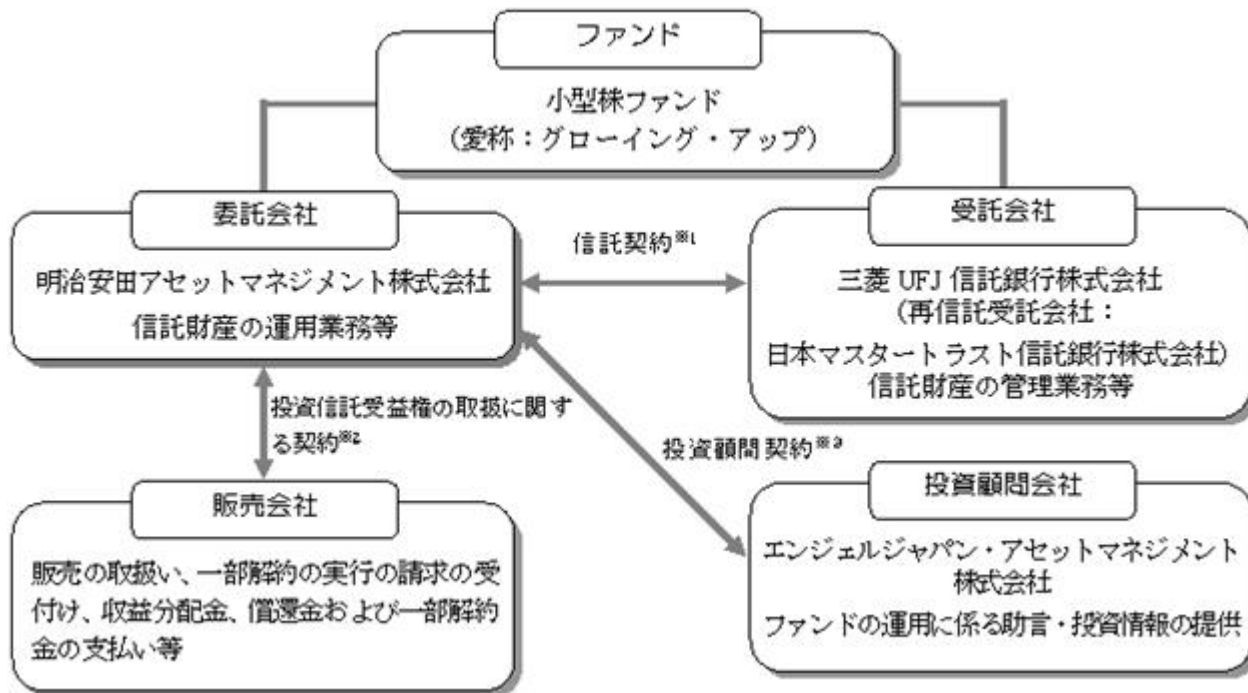 ファンド
小型株ファンド
（愛称：グローイング・アップ）
委託会社
明治安田アセットマネジメント株式会社
信託財産の運用業務等
信託契約※1
受託会社
三菱 UFJ 信託銀行株式会社
（再信託受託会社：
日本マスタートラスト信託銀行株式会社）
信託財産の管理業務等
投資信託受益権の取扱に関す
る契約※2
投資顧問契約※3
販売会社
販売の取扱い、一部解約の実行の請求の受
付け、収益分配金、償還金および一部解約
金の支払い等
投資顧問会社
エンジェルジャパン・アセットマネジメント
株式会社
ファンドの運用に係る助言・投資情報の提供